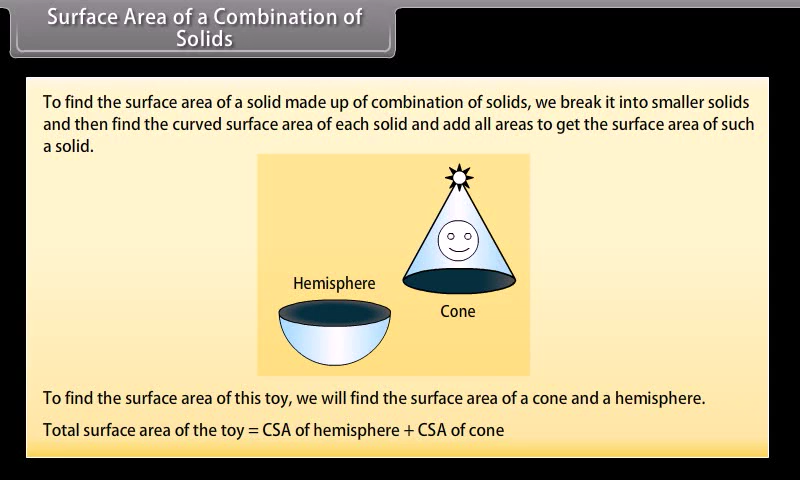 Surface Area of a Combination of
Solids
To find the surface area of a solid made up of combination of solids, we break it into smaller solids
and then find the curved surface area of each solid and add all areas to get the surface area of such
a solid.
Hemisphere
Cone
To find the surface area of this toy, we will find the surface area of a cone and a hemisphere.
Total surface area of the toy = CSA of hemisphere + CSA of cone